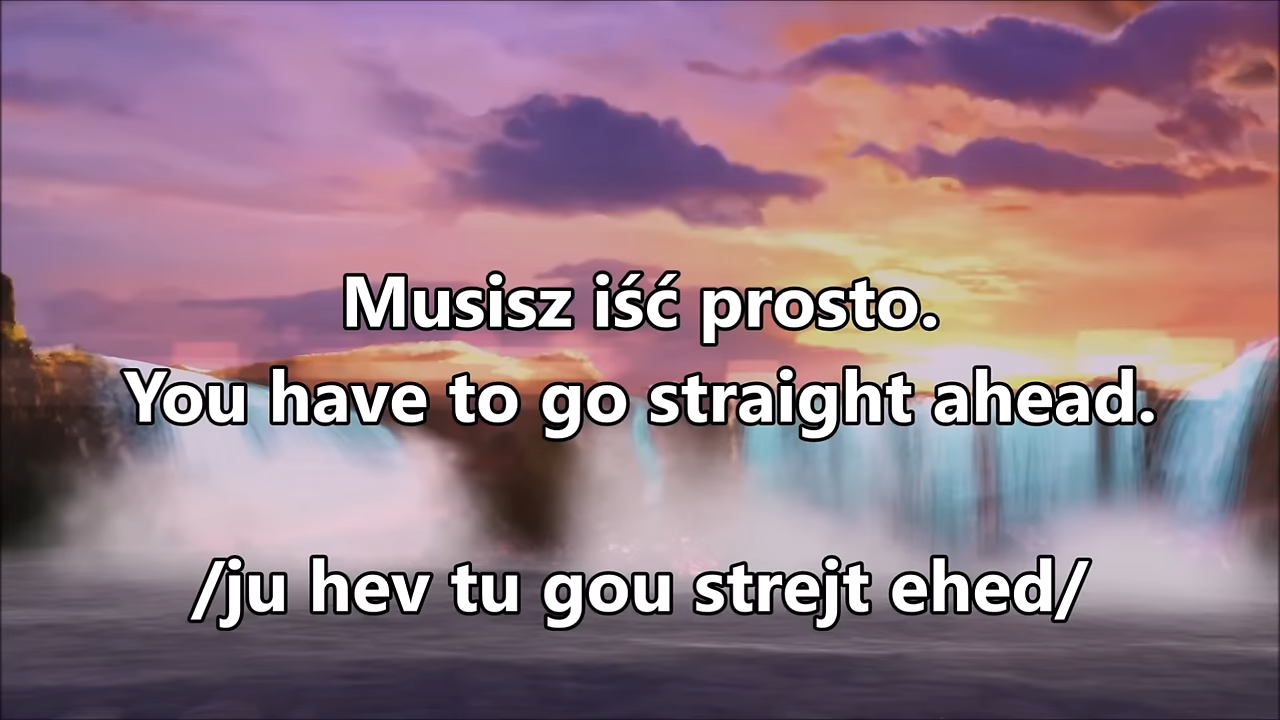 Musisz iść prosto.
You have to go straight ahead.
/ju hev tu gou strejt ehed/